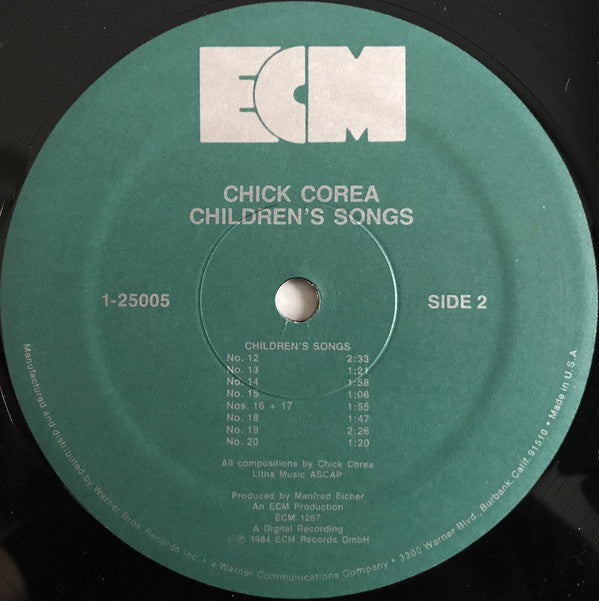 ECM
CHICK COREA
CHILDREN'S SONGS
1-25005
SIDE 2
CHILDREN'S SONGS
No. 12 2:33
No. 13 1:21
No. 14 1:58
No. 15 1:08
Nos. 16 + 17 1:55
No. 18 1:47
No. 19 2:26
No. 20 1:20
All compositions by Chick Corea
Litha Music ASCAP
Produced by Manfred Eicher
An ECM Production
ECM 1267
A Digital Recording
℗ 1984 ECM Records GmbH
Manufactured and distributed by Warner Bros. Records Inc. • a Warner Communications Company • 3300 Warner Blvd., Burbank, Calif. 91510 • Made in U.S.A.